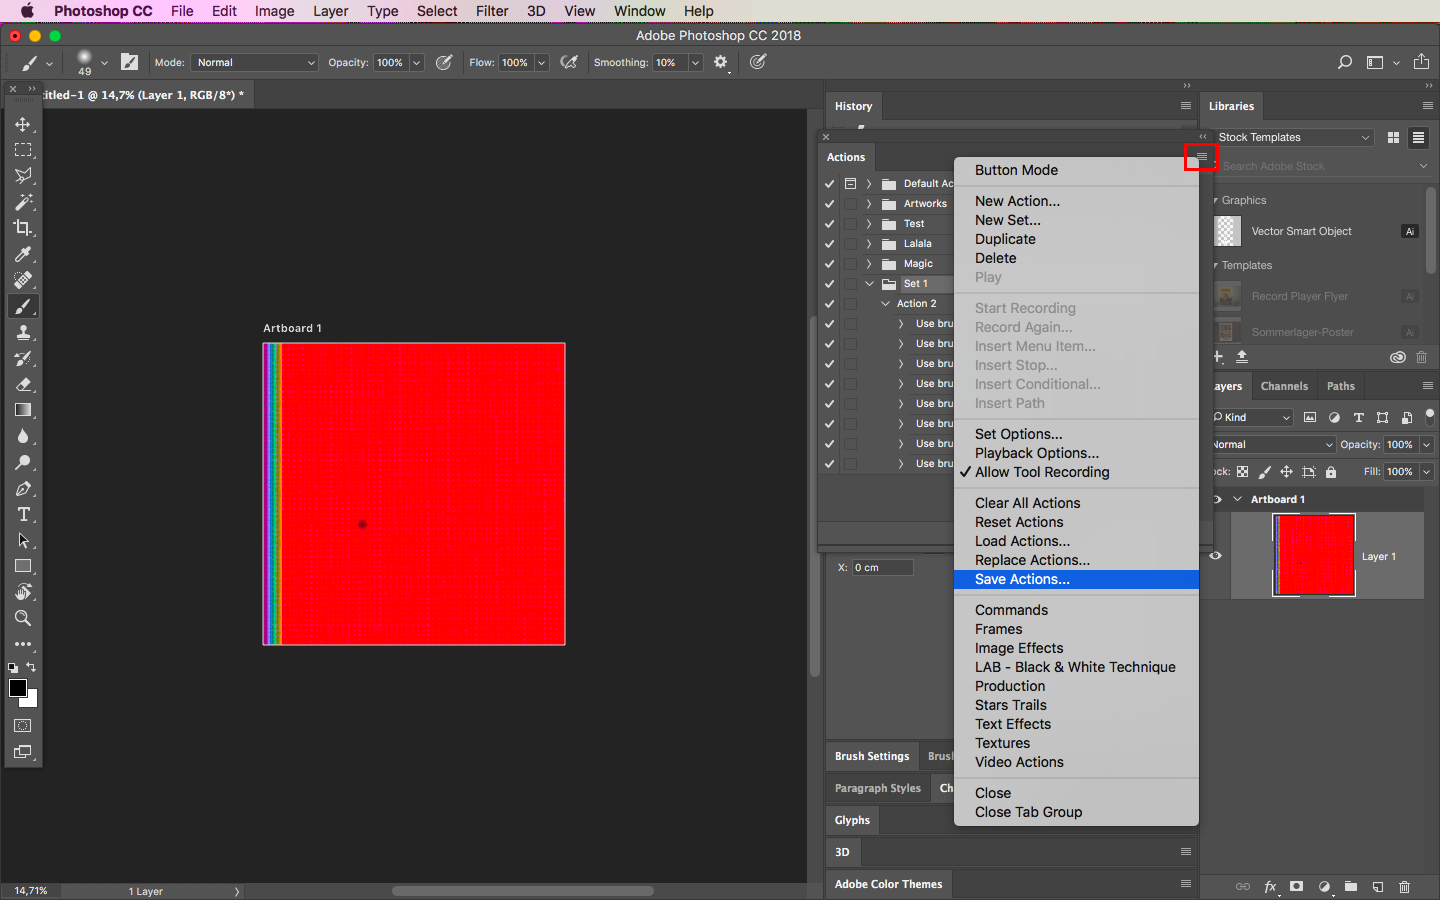 Photoshop CC File Edit Image Layer Type Select Filter 3D View Window Help
Adobe Photoshop CC 2018
49 Mode: Normal Opacity: 100% Flow: 100% Smoothing: 10%
titled-1 @ 14,7% (Layer 1, RGB/8*) *
Artboard 1
14,71% 1 Layer
History
Actions
Default Ac
Artworks
Test
Lalala
Magic
Set 1
Action 2
Use bru
Use bru
Use bru
Use bru
Use bru
Use bru
Use bru
Use bru
X: 0 cm
Brush Settings Brus
Paragraph Styles Ch
Glyphs
3D
Adobe Color Themes
Button Mode
New Action...
New Set...
Duplicate
Delete
Play
Start Recording
Record Again...
Insert Menu Item...
Insert Stop...
Insert Conditional...
Insert Path
Set Options...
Playback Options...
Allow Tool Recording
Clear All Actions
Reset Actions
Load Actions...
Replace Actions...
Save Actions...
Commands
Frames
Image Effects
LAB - Black & White Technique
Production
Stars Trails
Text Effects
Textures
Video Actions
Close
Close Tab Group
Libraries
Stock Templates
Search Adobe Stock
Graphics
Vector Smart Object Ai
Templates
Record Player Flyer Ai
Sommerlager-Poster Ai
ayers Channels Paths
Kind
ormal Opacity: 100%
ock: Fill: 100%
Artboard 1
Layer 1
fx